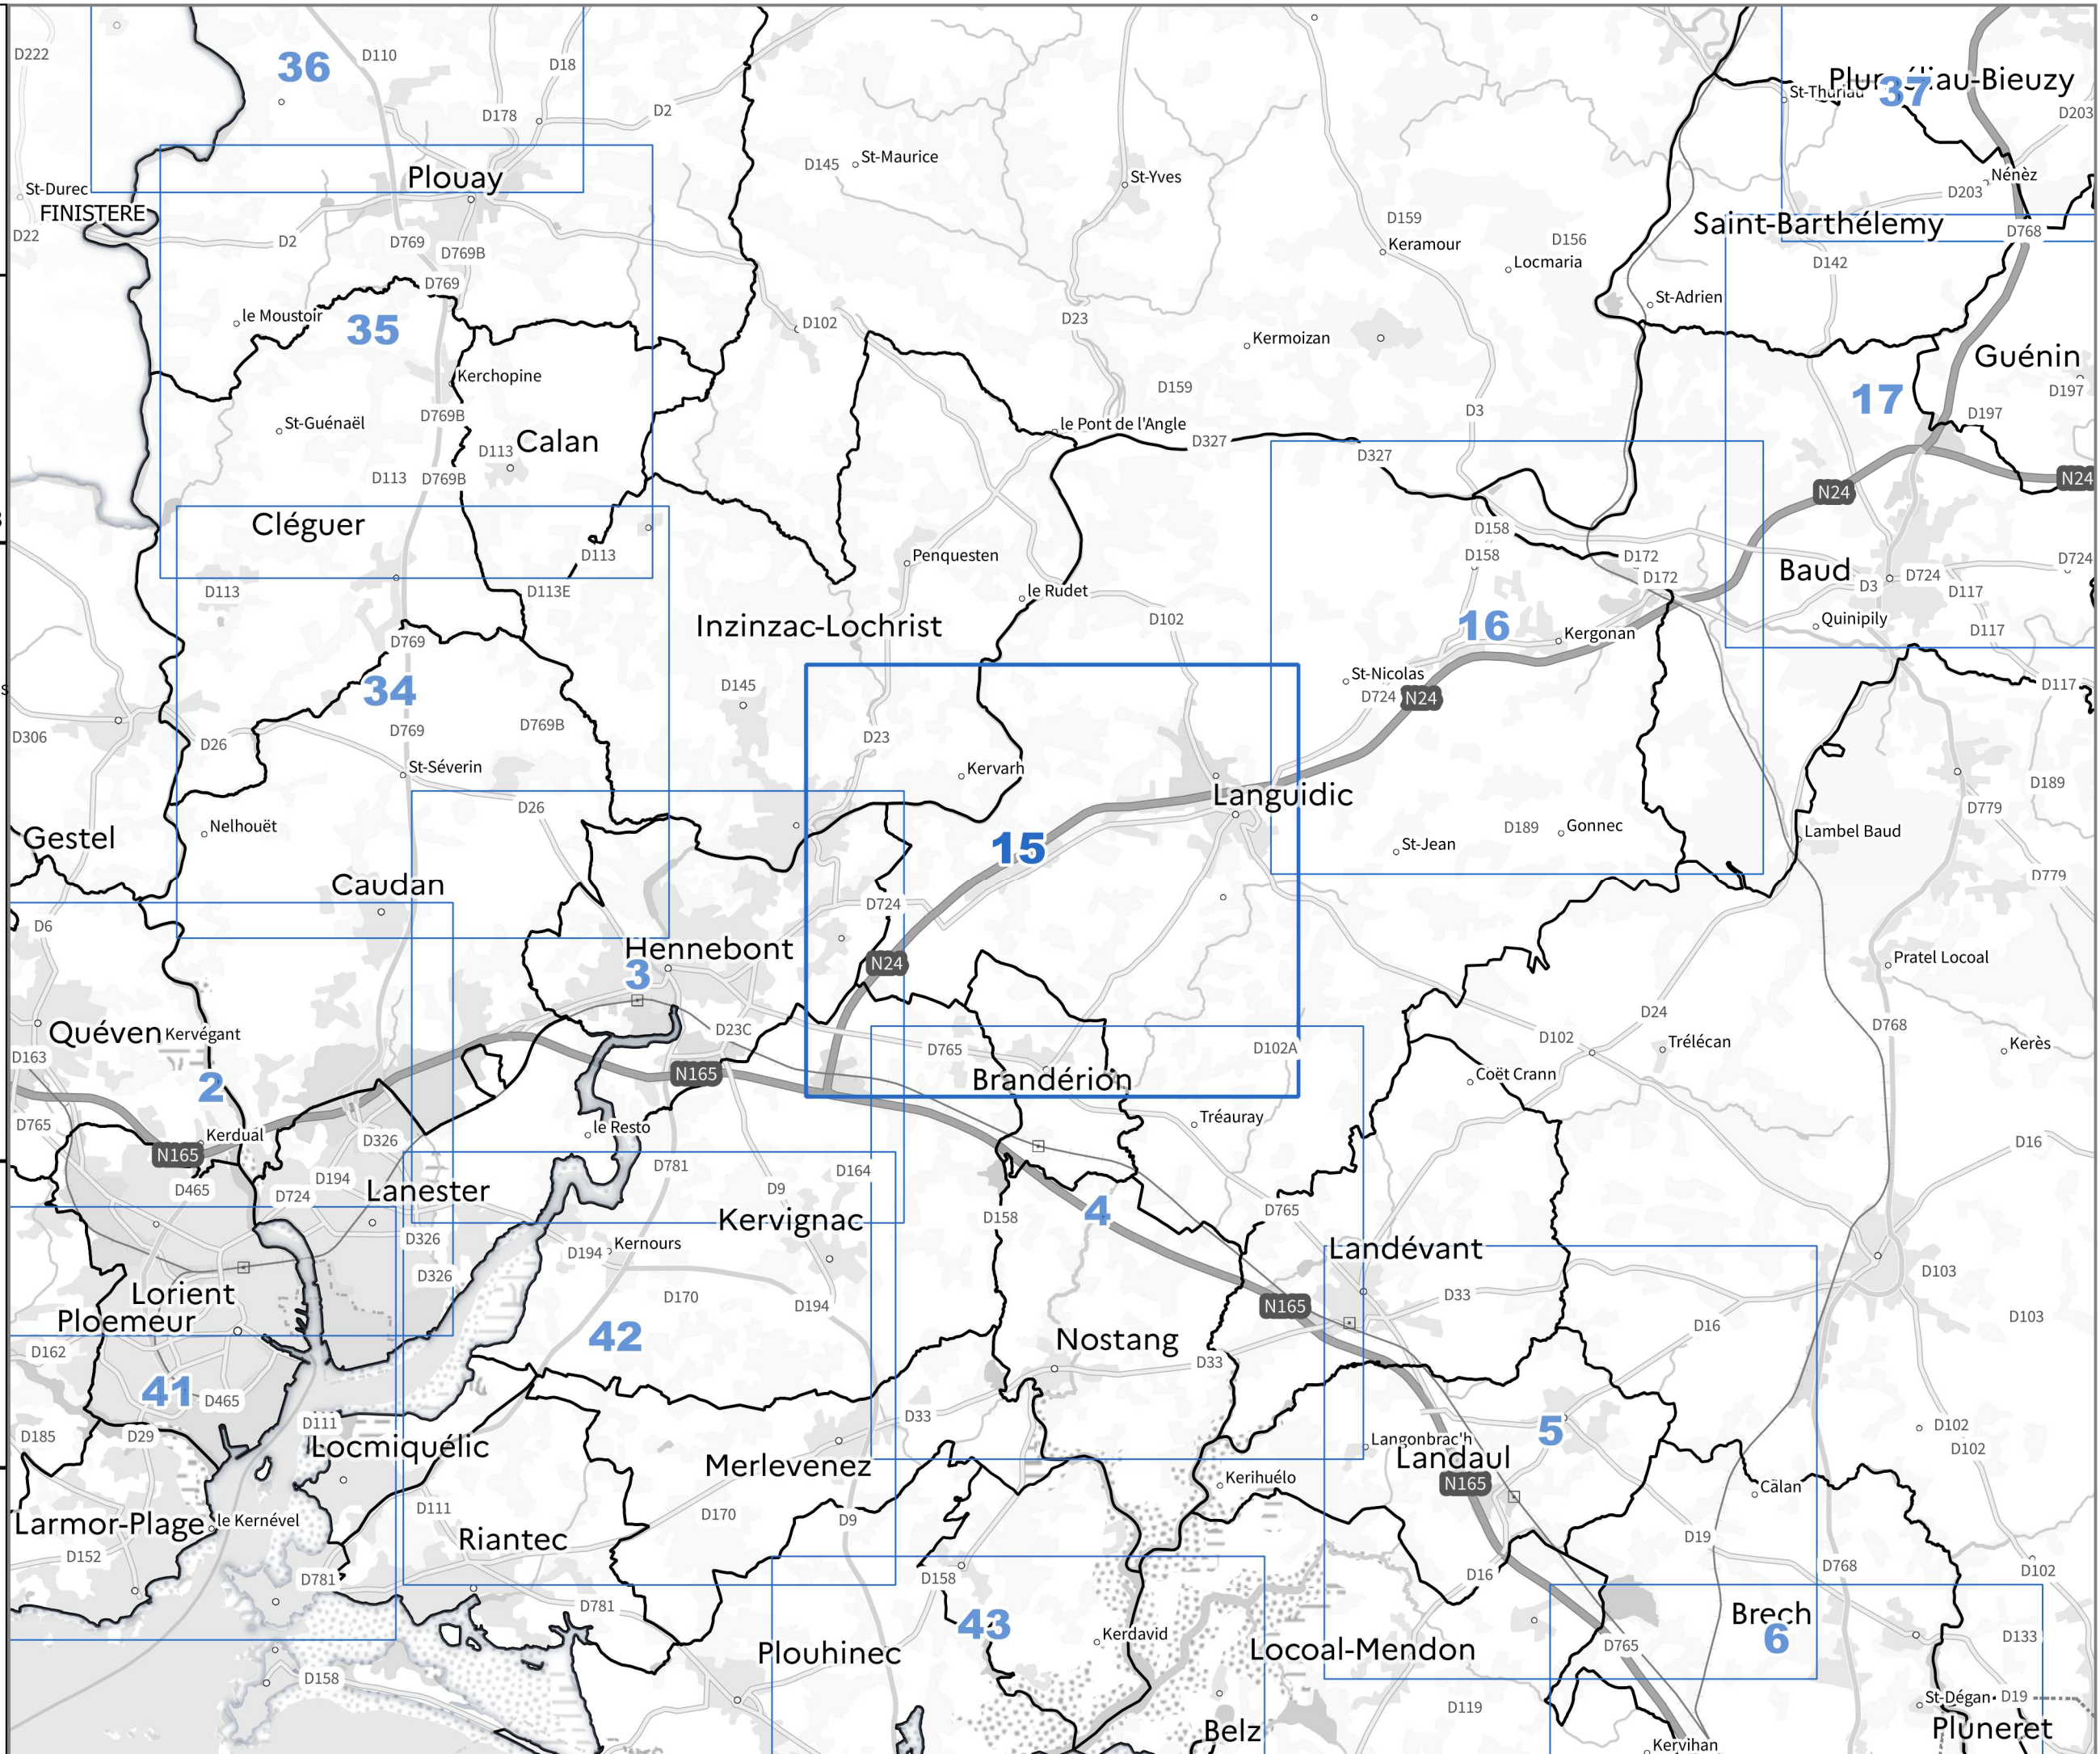 D222
36
D110
D18
D178
D2
Pluméliau-Bieuzy
St-Thuriau
37
D203
D145
St-Maurice
St-Yves
Plouay
St-Durec
FINISTERE
D22
D2
D769
D769B
D769
D159
Keramour
D156
Locmaria
Nénèz
D203
Saint-Barthélemy
D768
D142
St-Adrien
le Moustoir
35
D102
D23
Kermoizan
Guénin
D197
Kerchopine
D159
17
D197
D769B
St-Guénaël
D113
Calan
le Pont de l'Angle
D327
D3
D327
D113
D769B
N24
N24
Cléguer
D158
D113
Penquesten
D158
D172
D172
Baud
D724
D3
D724
D117
D113
D113E
le Rudet
D102
Inzinzac-Lochrist
16
Kergonan
Quinipily
D117
D769
34
D145
St-Nicolas
D724
N24
D117
D306
D26
D769
D769B
D23
St-Séverin
Kervarh
D189
D26
Languidic
D779
Gestel
Nelhouët
15
D189
Gonnec
St-Jean
Lambel Baud
Caudan
D779
D6
D724
Hennebont
3
N24
Pratel Locoal
Quéven
Kervégant
D23C
D24
D768
D163
D765
D102A
D102
Trélécan
Kerès
2
N165
Brandérion
Coët Crann
D765
Kerdual
N165
D326
le Resto
Tréauray
D16
D465
D194
D724
Lanester
D781
D9
D164
D158
4
D765
Kervignac
D326
D194
Kernours
Landévant
D326
D103
Lorient
D170
D194
N165
D33
D103
Ploemeur
42
Nostang
D16
D162
D33
41
D465
D111
D33
5
D185
D29
Locmiquélic
Merlevenez
Langonbrac'h
Landaul
D102
D102
Kerihuélo
N165
Calan
D111
D170
D9
Larmor-Plage
le Kernével
Riantec
D19
D152
D781
D158
D16
D768
D102
D781
43
Kerdavid
Brech
6
Plouhinec
Locoal-Mendon
D765
D133
D158
D119
St-Dégan
D19
Belz
Pluneret
Kervihan